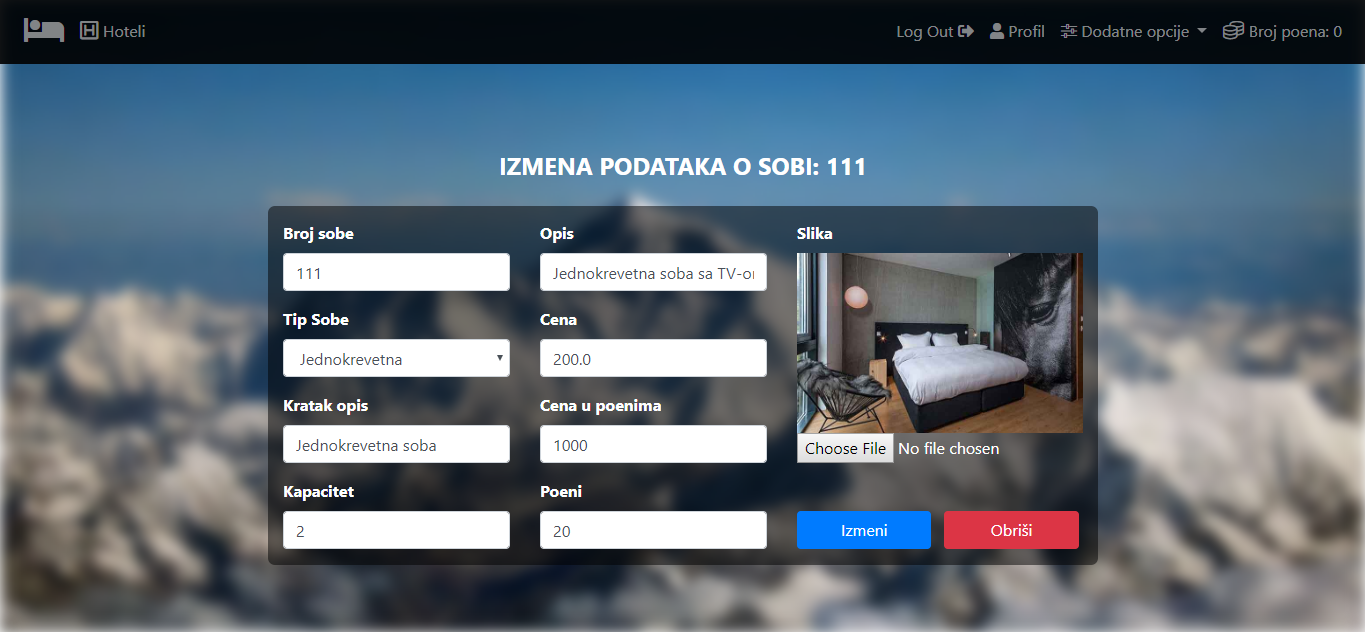 Hoteli
Log Out
Profil
Dodatne opcije
Broj poena: 0
IZMENA PODATAKA O SOBI: 111
Broj sobe
111
Tip Sobe
Jednokrevetna
Kratak opis
Jednokrevetna soba
Kapacitet
2
Opis
Jednokrevetna soba sa TV-o
Cena
200.0
Cena u poenima
1000
Poeni
20
Slika
Choose File No file chosen
Izmeni
Obriši